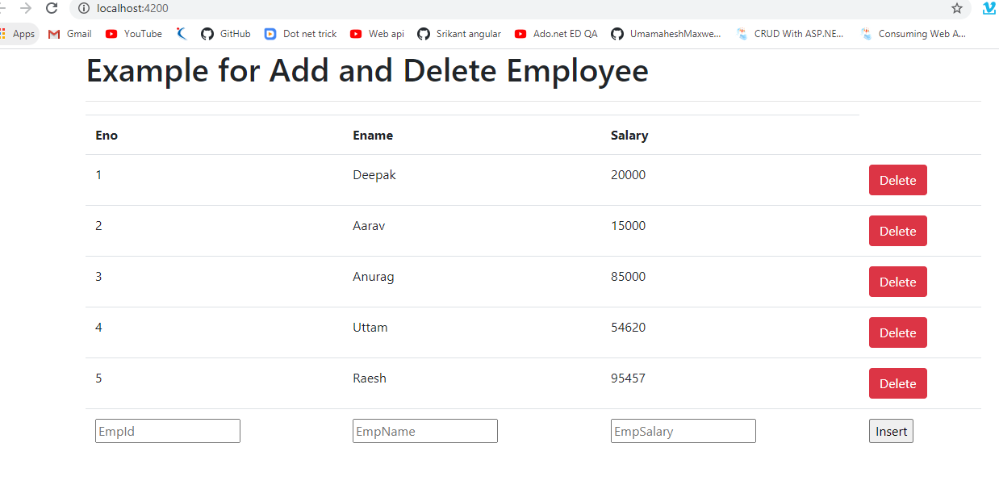 localhost:4200
Apps Gmail YouTube GitHub Dot net trick Web api Srikant angular Ado.net ED QA UmamaheshMaxwe... CRUD With ASP.NE... Consuming Web A...
Example for Add and Delete Employee
Eno Ename Salary
1 Deepak 20000 Delete
2 Aarav 15000 Delete
3 Anurag 85000 Delete
4 Uttam 54620 Delete
5 Raesh 95457 Delete
EmpId EmpName EmpSalary Insert